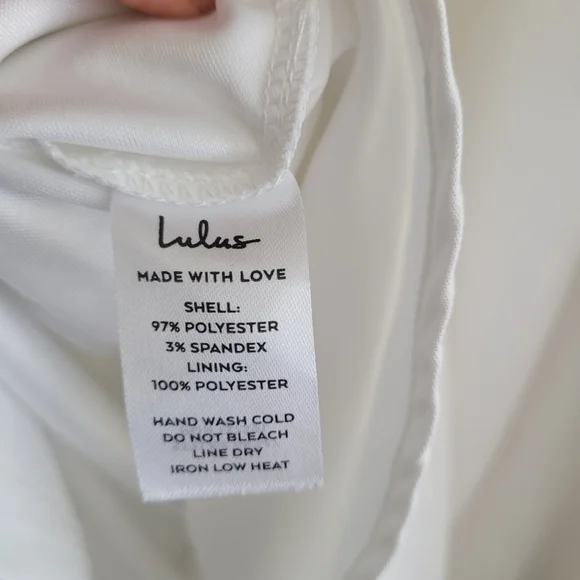 Lulus
MADE WITH LOVE
SHELL:
97% POLYESTER
3% SPANDEX
LINING:
100% POLYESTER
HAND WASH COLD
DO NOT BLEACH
LINE DRY
IRON LOW HEAT